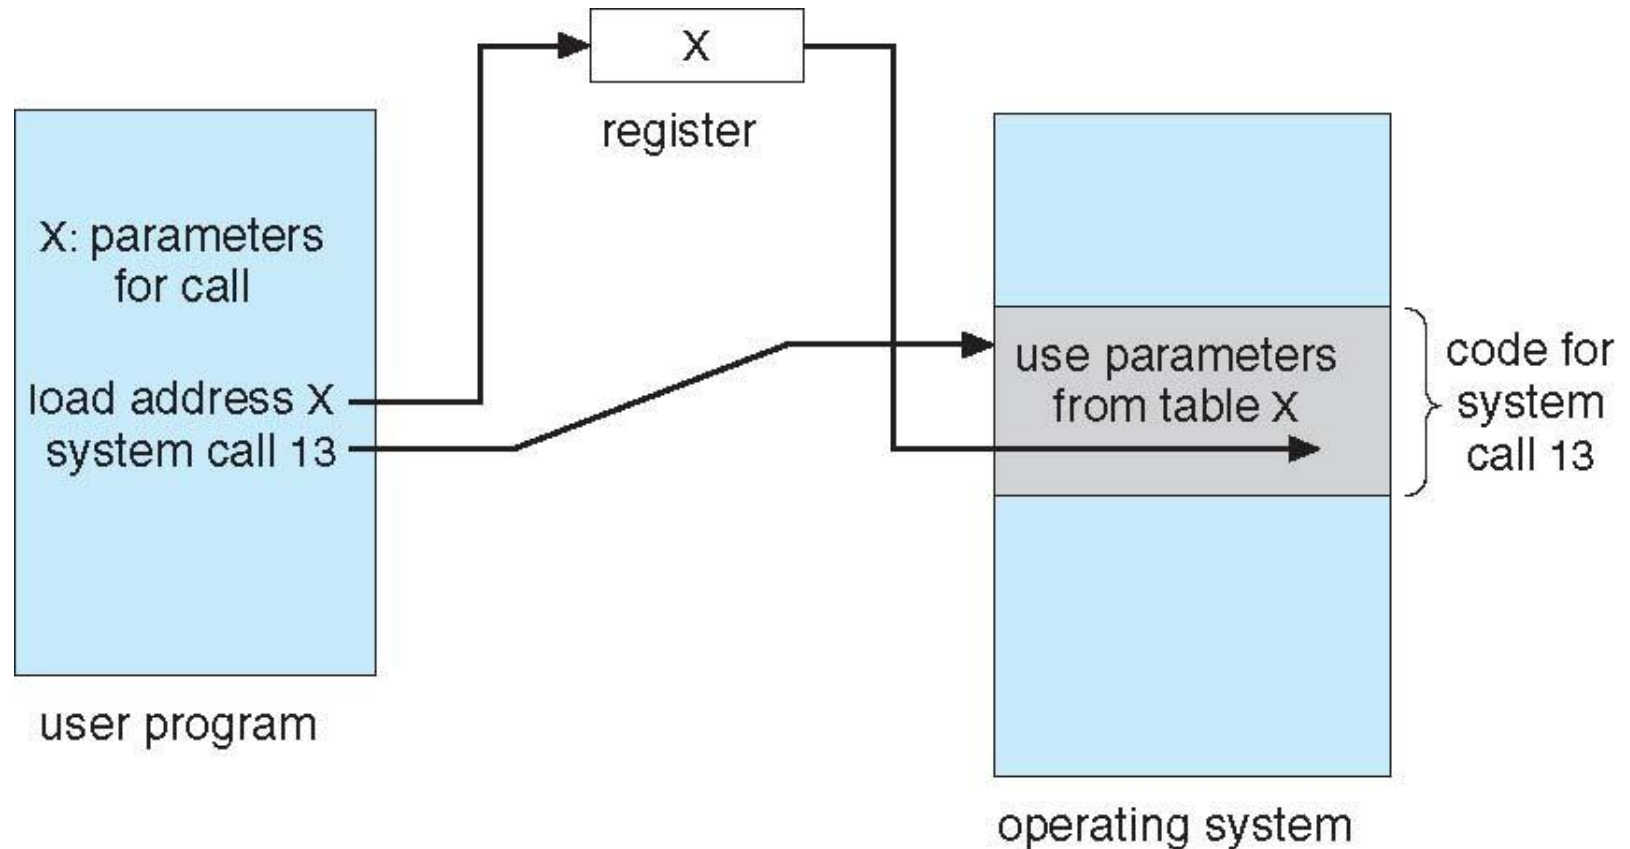 X
register
X: parameters
for call
load address X
system call 13
user program
use parameters
from table X
code for
system
call 13
operating system